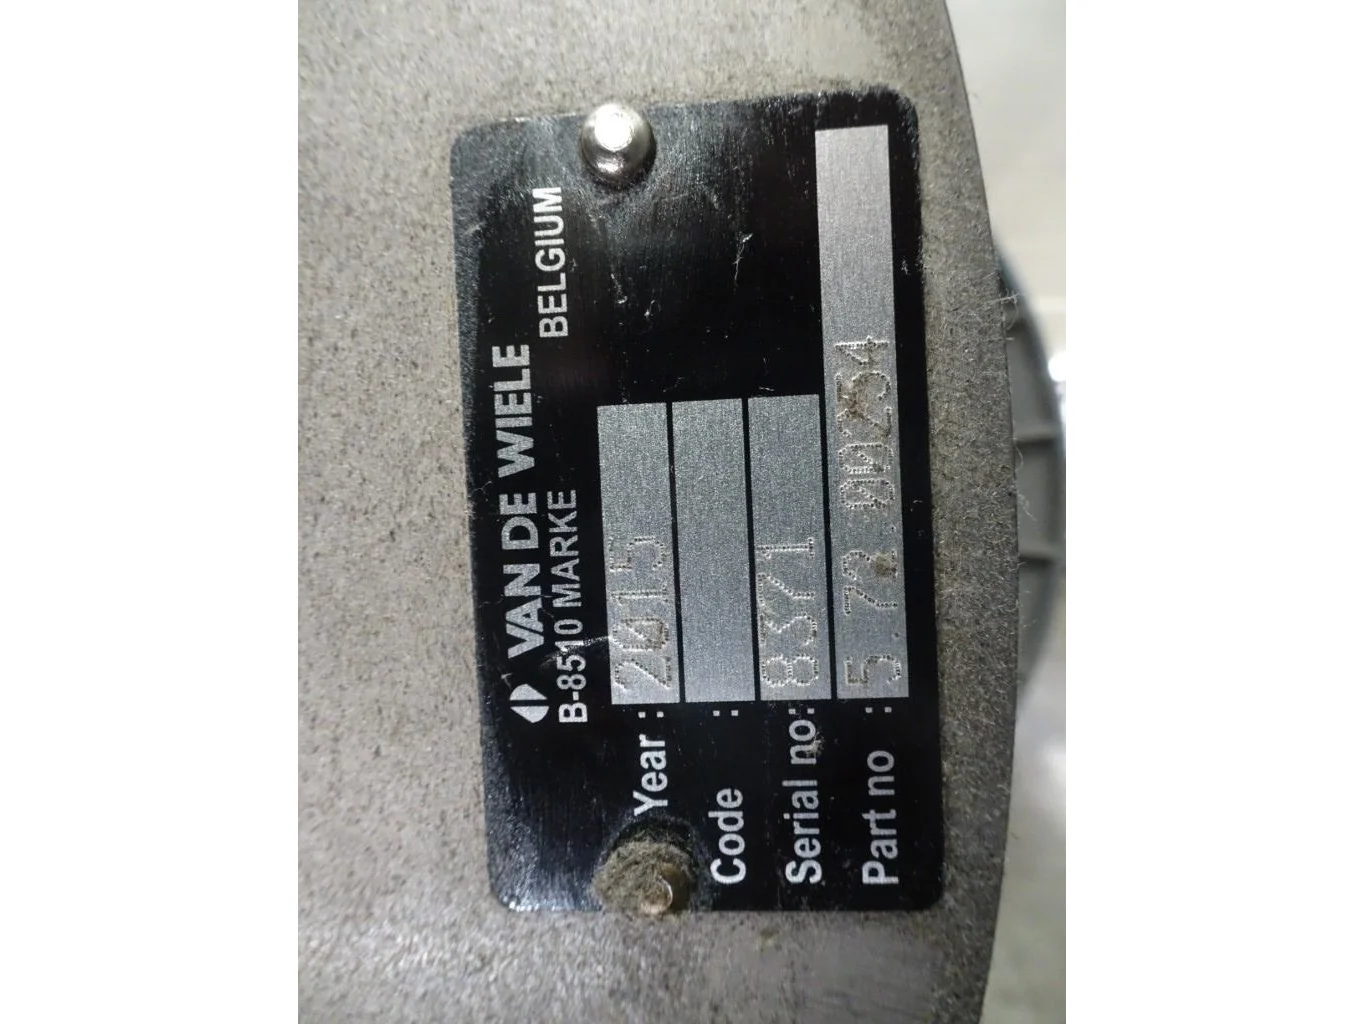 VAN DE WIELE
B-8510 MARKE BELGIUM
Year : 2015
Code :
Serial no: 8371
Part no : 5.72.00254